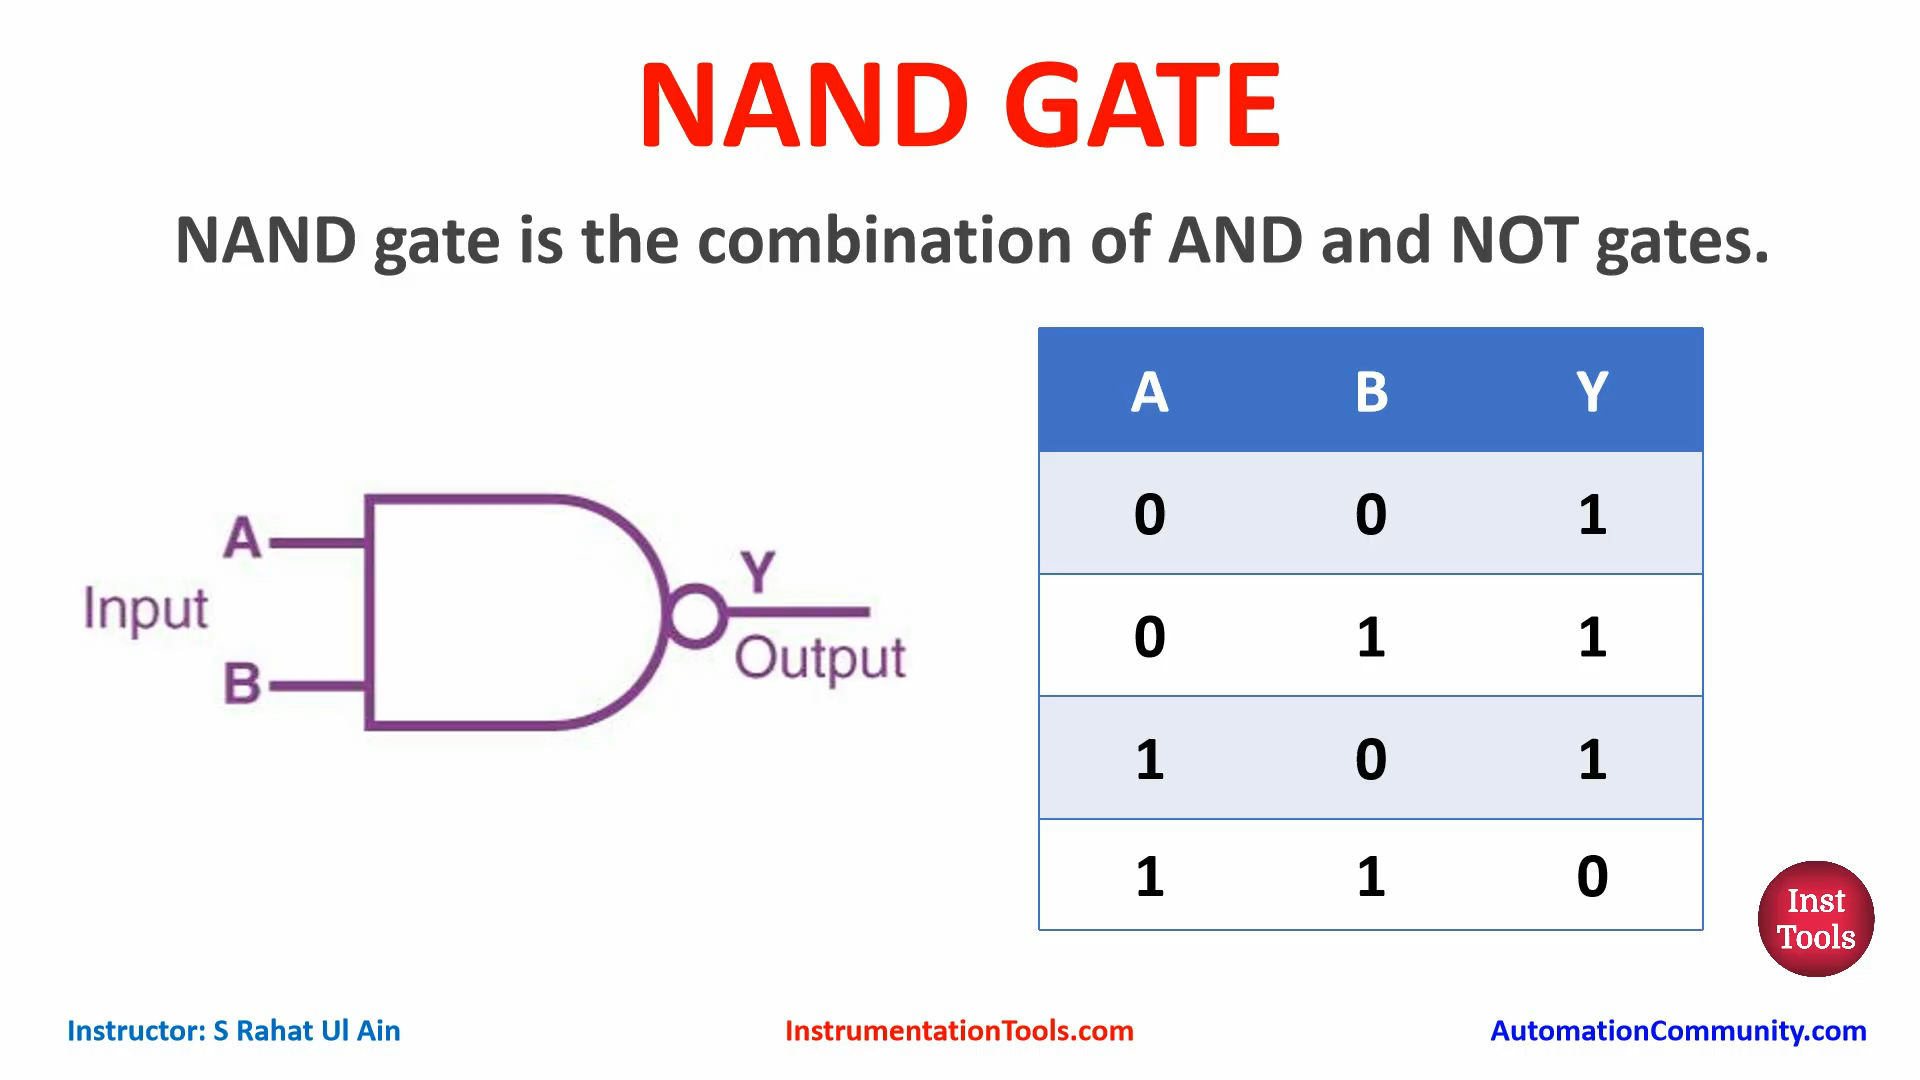 NAND GATE
NAND gate is the combination of AND and NOT gates.
A
Input
B
Y
Output
A B Y
0 0 1
0 1 1
1 0 1
1 1 0
Inst
Tools
Instructor: S Rahat Ul Ain
InstrumentationTools.com
AutomationCommunity.com